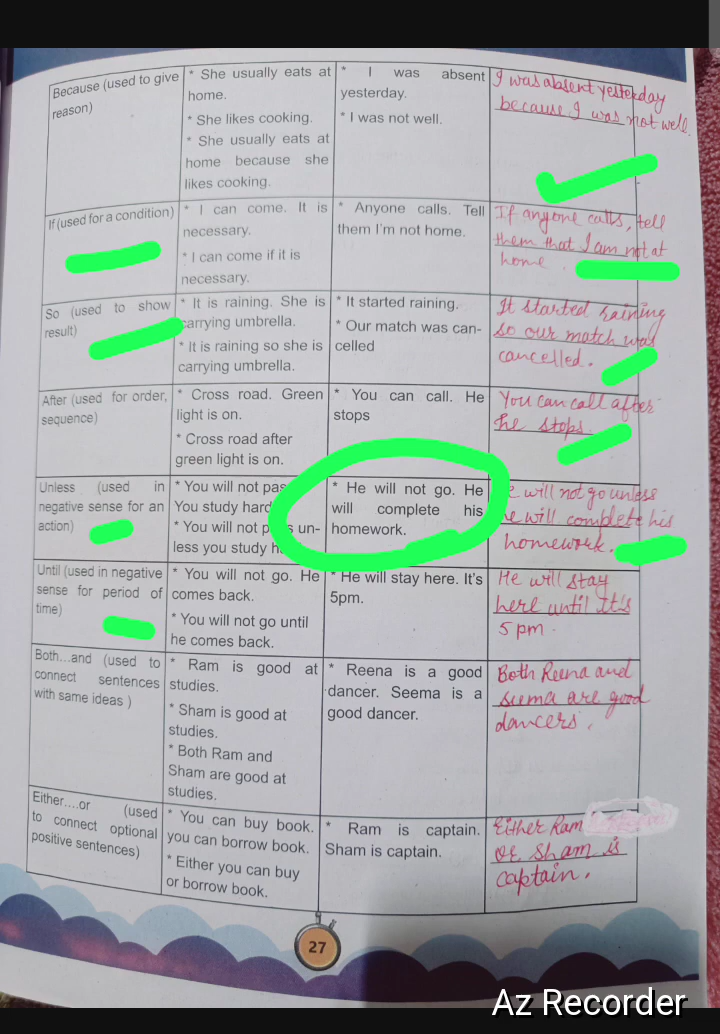 Because (used to give
reason)
* She usually eats at
home.
* She likes cooking.
* She usually eats at
home because she
likes cooking.
* I was absent
yesterday.
* I was not well.
I was absent yesterday
because I was not well.
If (used for a condition)
* I can come. It is
necessary.
* I can come if it is
necessary.
* Anyone calls. Tell
them I'm not home.
If anyone calls, tell
them that I am not at
home.
So (used to show
result)
* It is raining. She is
carrying umbrella.
* It is raining so she is
carrying umbrella.
* It started raining.
* Our match was can-
celled
It started raining
so our match was
cancelled.
After (used for order,
sequence)
* Cross road. Green
light is on.
* Cross road after
green light is on.
* You can call. He
stops
You can call after
he stops.
Unless (used in
negative sense for an
action)
* You will not pas
You study hard
* You will not p s un-
less you study h
* He will not go. He
will complete his
homework.
e will not go unless
he will complete his
homework.
Until (used in negative
sense for period of
time)
* You will not go. He
comes back.
* You will not go until
he comes back.
* He will stay here. It's
5pm.
He will stay
here until It's
5 pm.
Both...and (used to
connect sentences
with same ideas )
* Ram is good at
studies.
* Sham is good at
studies.
* Both Ram and
Sham are good at
studies.
* Reena is a good
dancer. Seema is a
good dancer.
Both Reena and
seema are good
dancers.
Either....or (used
to connect optional
positive sentences)
* You can buy book.
you can borrow book.
* Either you can buy
or borrow book.
* Ram is captain.
Sham is captain.
Either Ram
or Sham is
captain.
27
Az Recorder